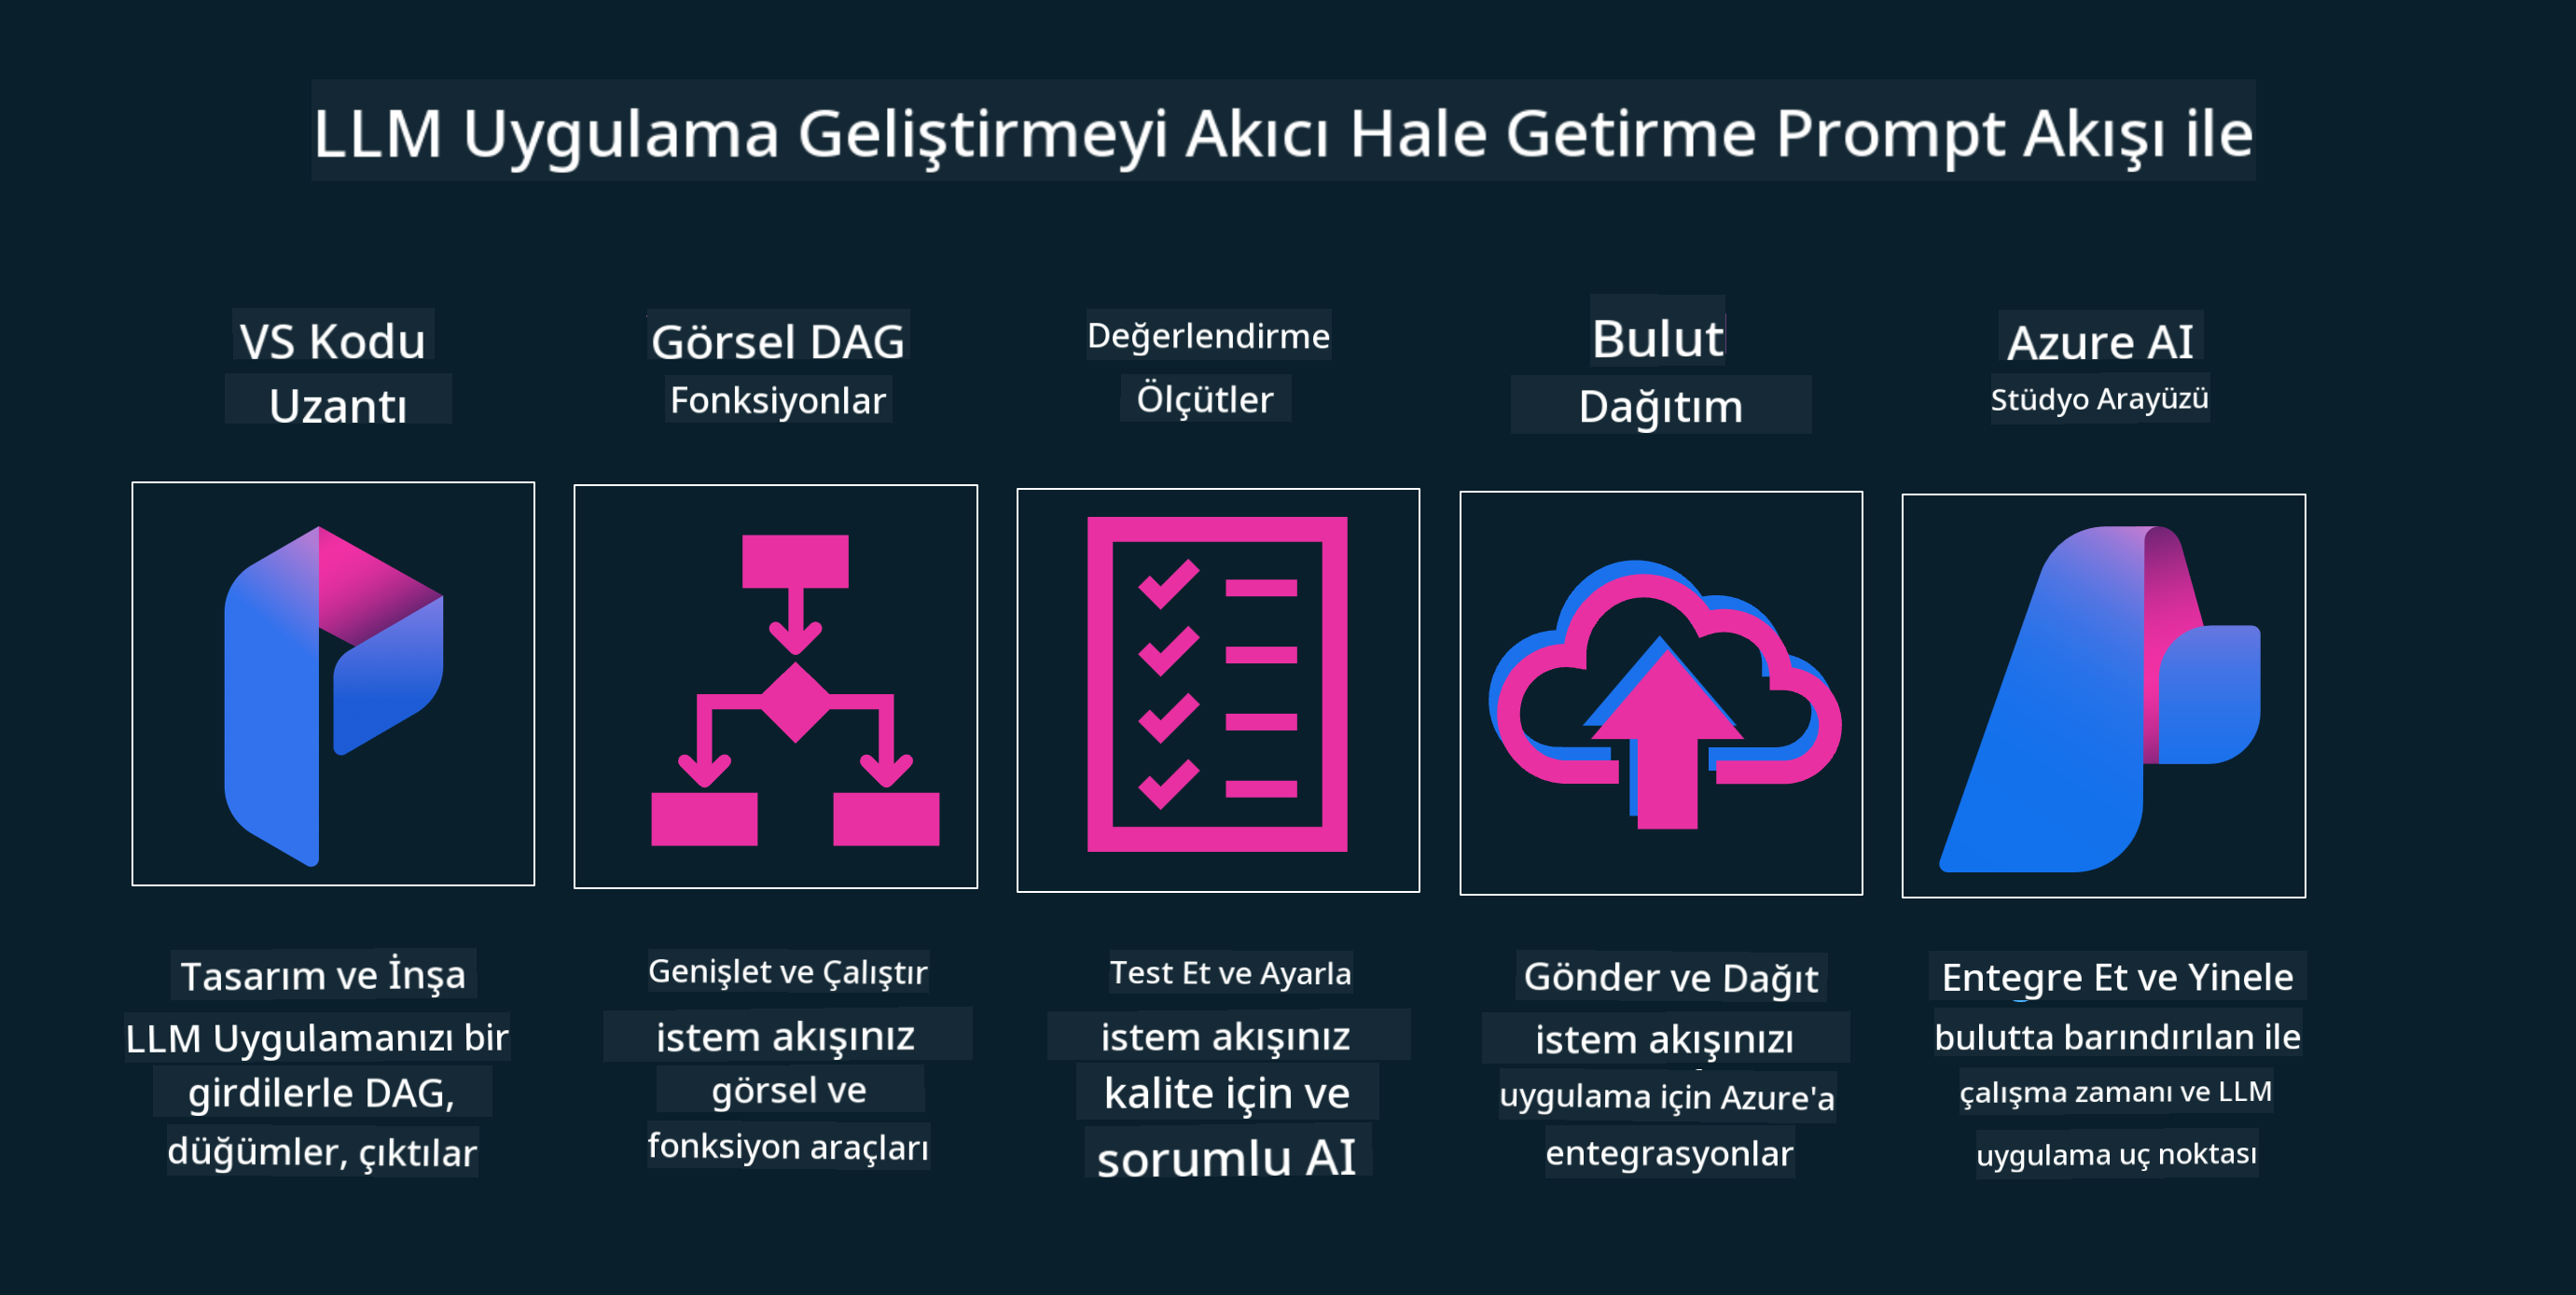 LLM Uygulama Geliştirmeyi Akıcı Hale Getirme Prompt Akışı ile
VS Kodu
Uzantı
Görsel DAG
Fonksiyonlar
Değerlendirme
Ölçütler
Bulut
Dağıtım
Azure AI
Stüdyo Arayüzü
Tasarım ve İnşa
LLM Uygulamanızı bir
girdilerle DAG,
düğümler, çıktılar
Genişlet ve Çalıştır
istem akışınız
görsel ve
fonksiyon araçları
Test Et ve Ayarla
istem akışınız
kalite için ve
sorumlu AI
Gönder ve Dağıt
istem akışınızı
uygulama için Azure'a
entegrasyonlar
Entegre Et ve Yinele
bulutta barındırılan ile
çalışma zamanı ve LLM
uygulama uç noktası